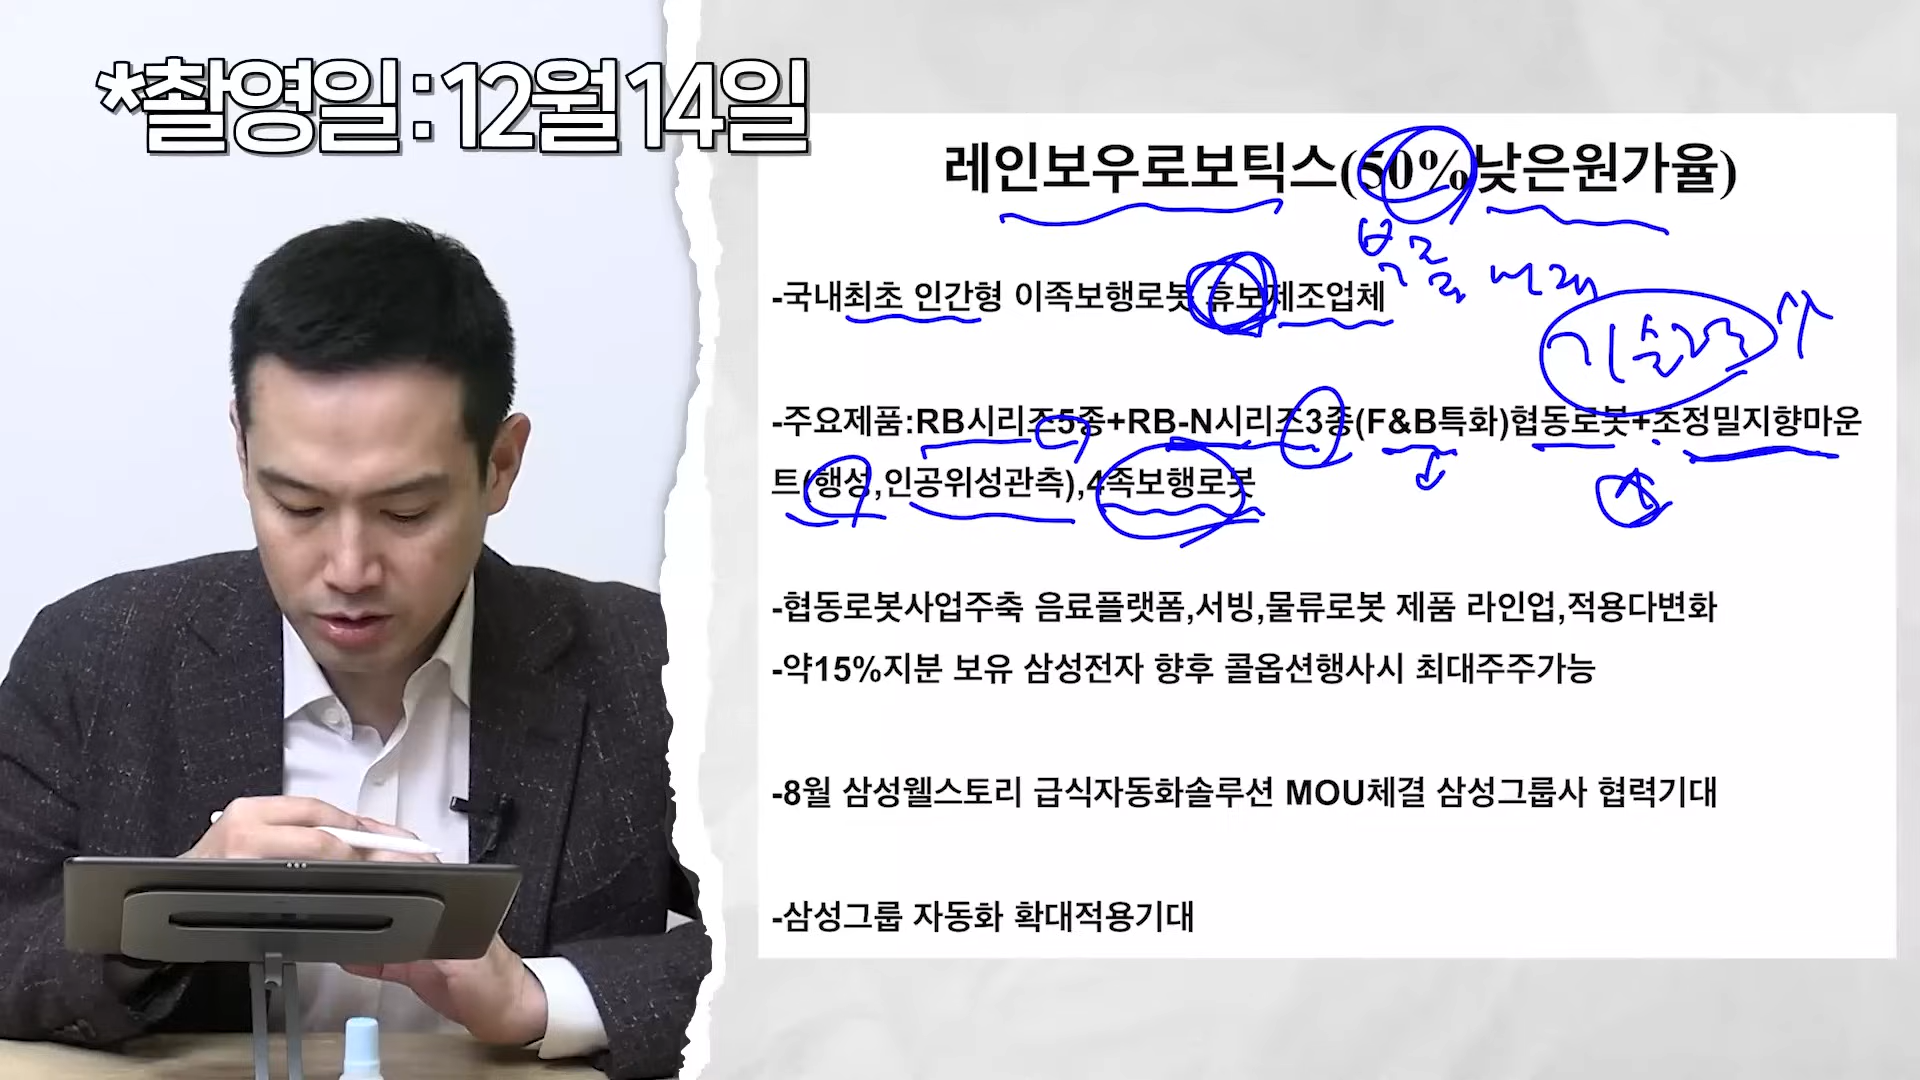 *촬영일:12월14일
레인보우로보틱스(50%낮은원가율)
부품 내재
-국내최초 인간형 이족보행로봇 휴보제조업체
기술력↑
-주요제품:RB시리즈5종+RB-N시리즈3종(F&B특화)협동로봇+초정밀지향마운
트(행성,인공위성관측),4족보행로봇
-협동로봇사업주축 음료플랫폼,서빙,물류로봇 제품 라인업,적용다변화
-약15%지분 보유 삼성전자 향후 콜옵션행사시 최대주주가능
-8월 삼성웰스토리 급식자동화솔루션 MOU체결 삼성그룹사 협력기대
-삼성그룹 자동화 확대적용기대